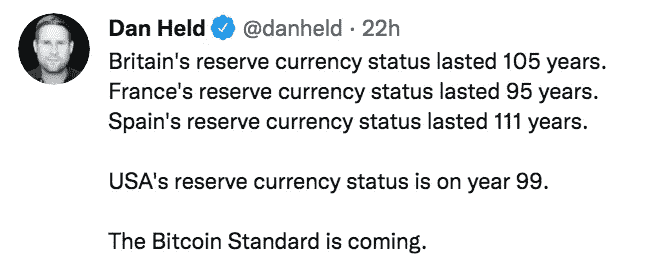 Dan Held @danheld · 22h
Britain's reserve currency status lasted 105 years.
France's reserve currency status lasted 95 years.
Spain's reserve currency status lasted 111 years.
USA's reserve currency status is on year 99.
The Bitcoin Standard is coming.